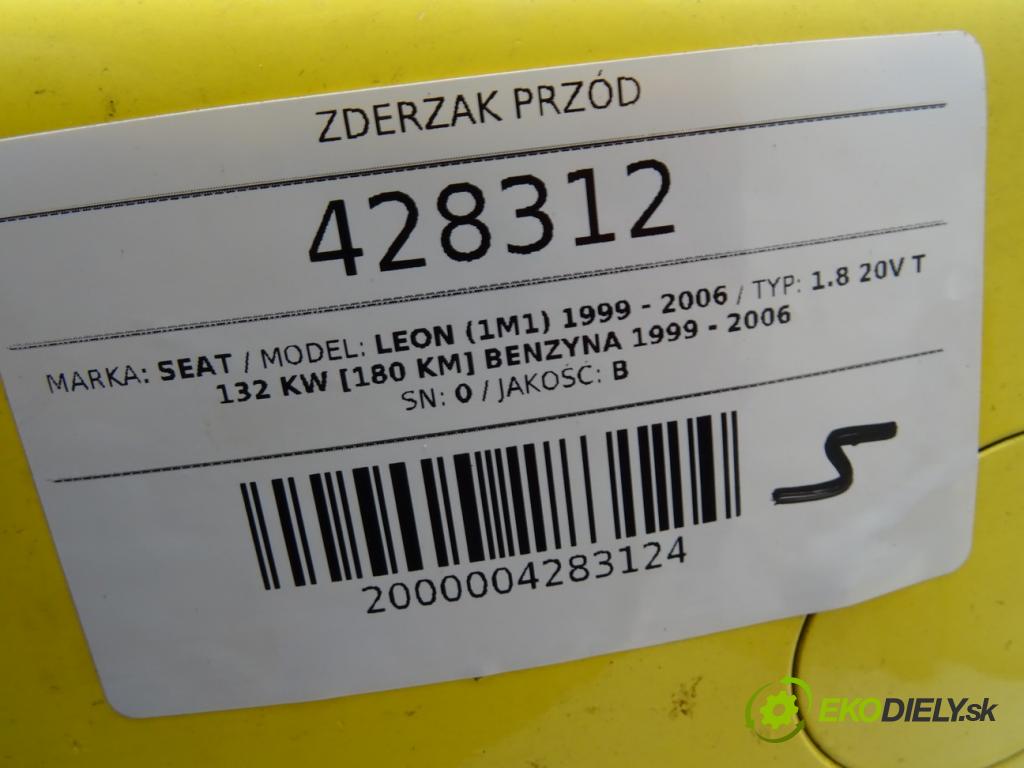 ZDERZAK PRZÓD
428312
MARKA: SEAT / MODEL: LEON (1M1) 1999 - 2006 / TYP: 1.8 20V T
132 KW [180 KM] BENZYNA 1999 - 2006
SN: 0 / JAKOŚĆ: B
5
2000004283124
EKODIELY.sk